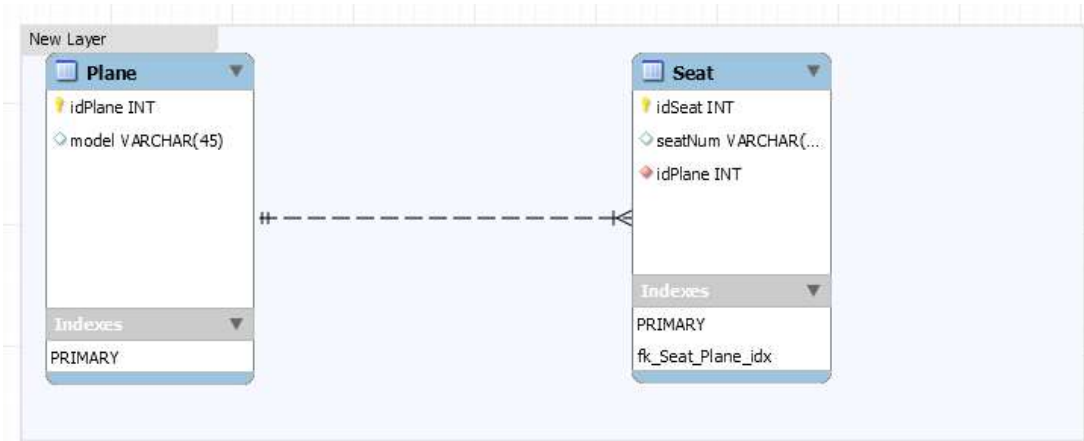 New Layer
Plane
idPlane INT
model VARCHAR(45)
Indexes
PRIMARY
Seat
idSeat INT
seatNum VARCHAR(...
idPlane INT
Indexes
PRIMARY
fk_Seat_Plane_idx